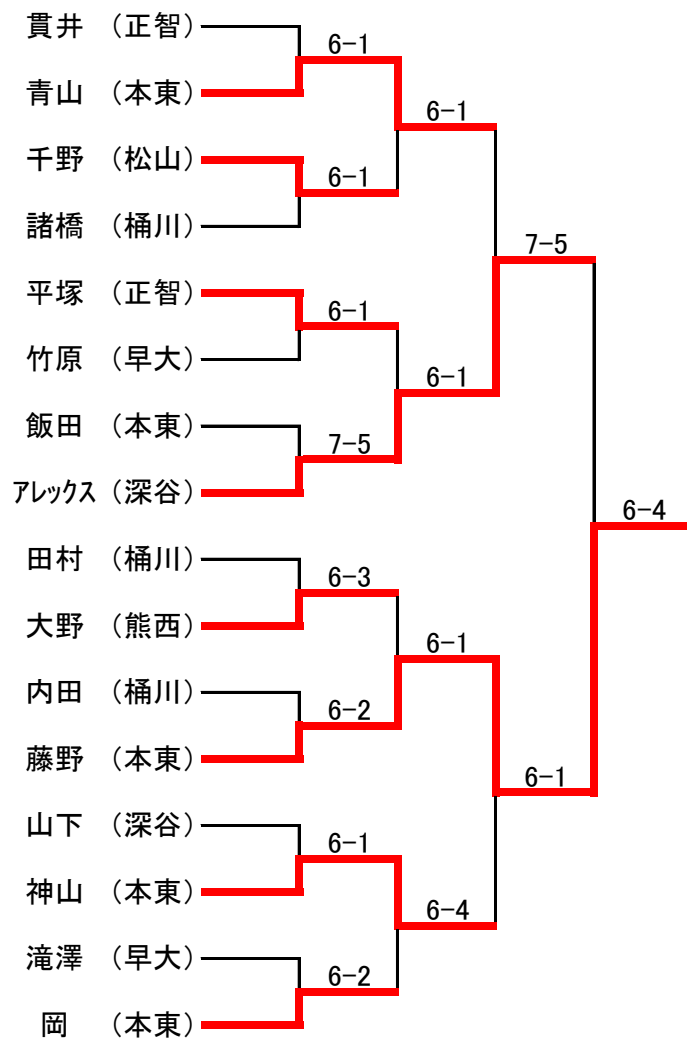 貫井 （正智）
6-1
青山 （本東）
6-1
千野 （松山）
6-1
諸橋 （桶川）
7-5
平塚 （正智）
6-1
竹原 （早大）
6-1
飯田 （本東）
7-5
アレックス （深谷）
6-4
田村 （桶川）
6-3
大野 （熊西）
6-1
内田 （桶川）
6-2
藤野 （本東）
6-1
山下 （深谷）
6-1
神山 （本東）
6-4
滝澤 （早大）
6-2
岡 （本東）